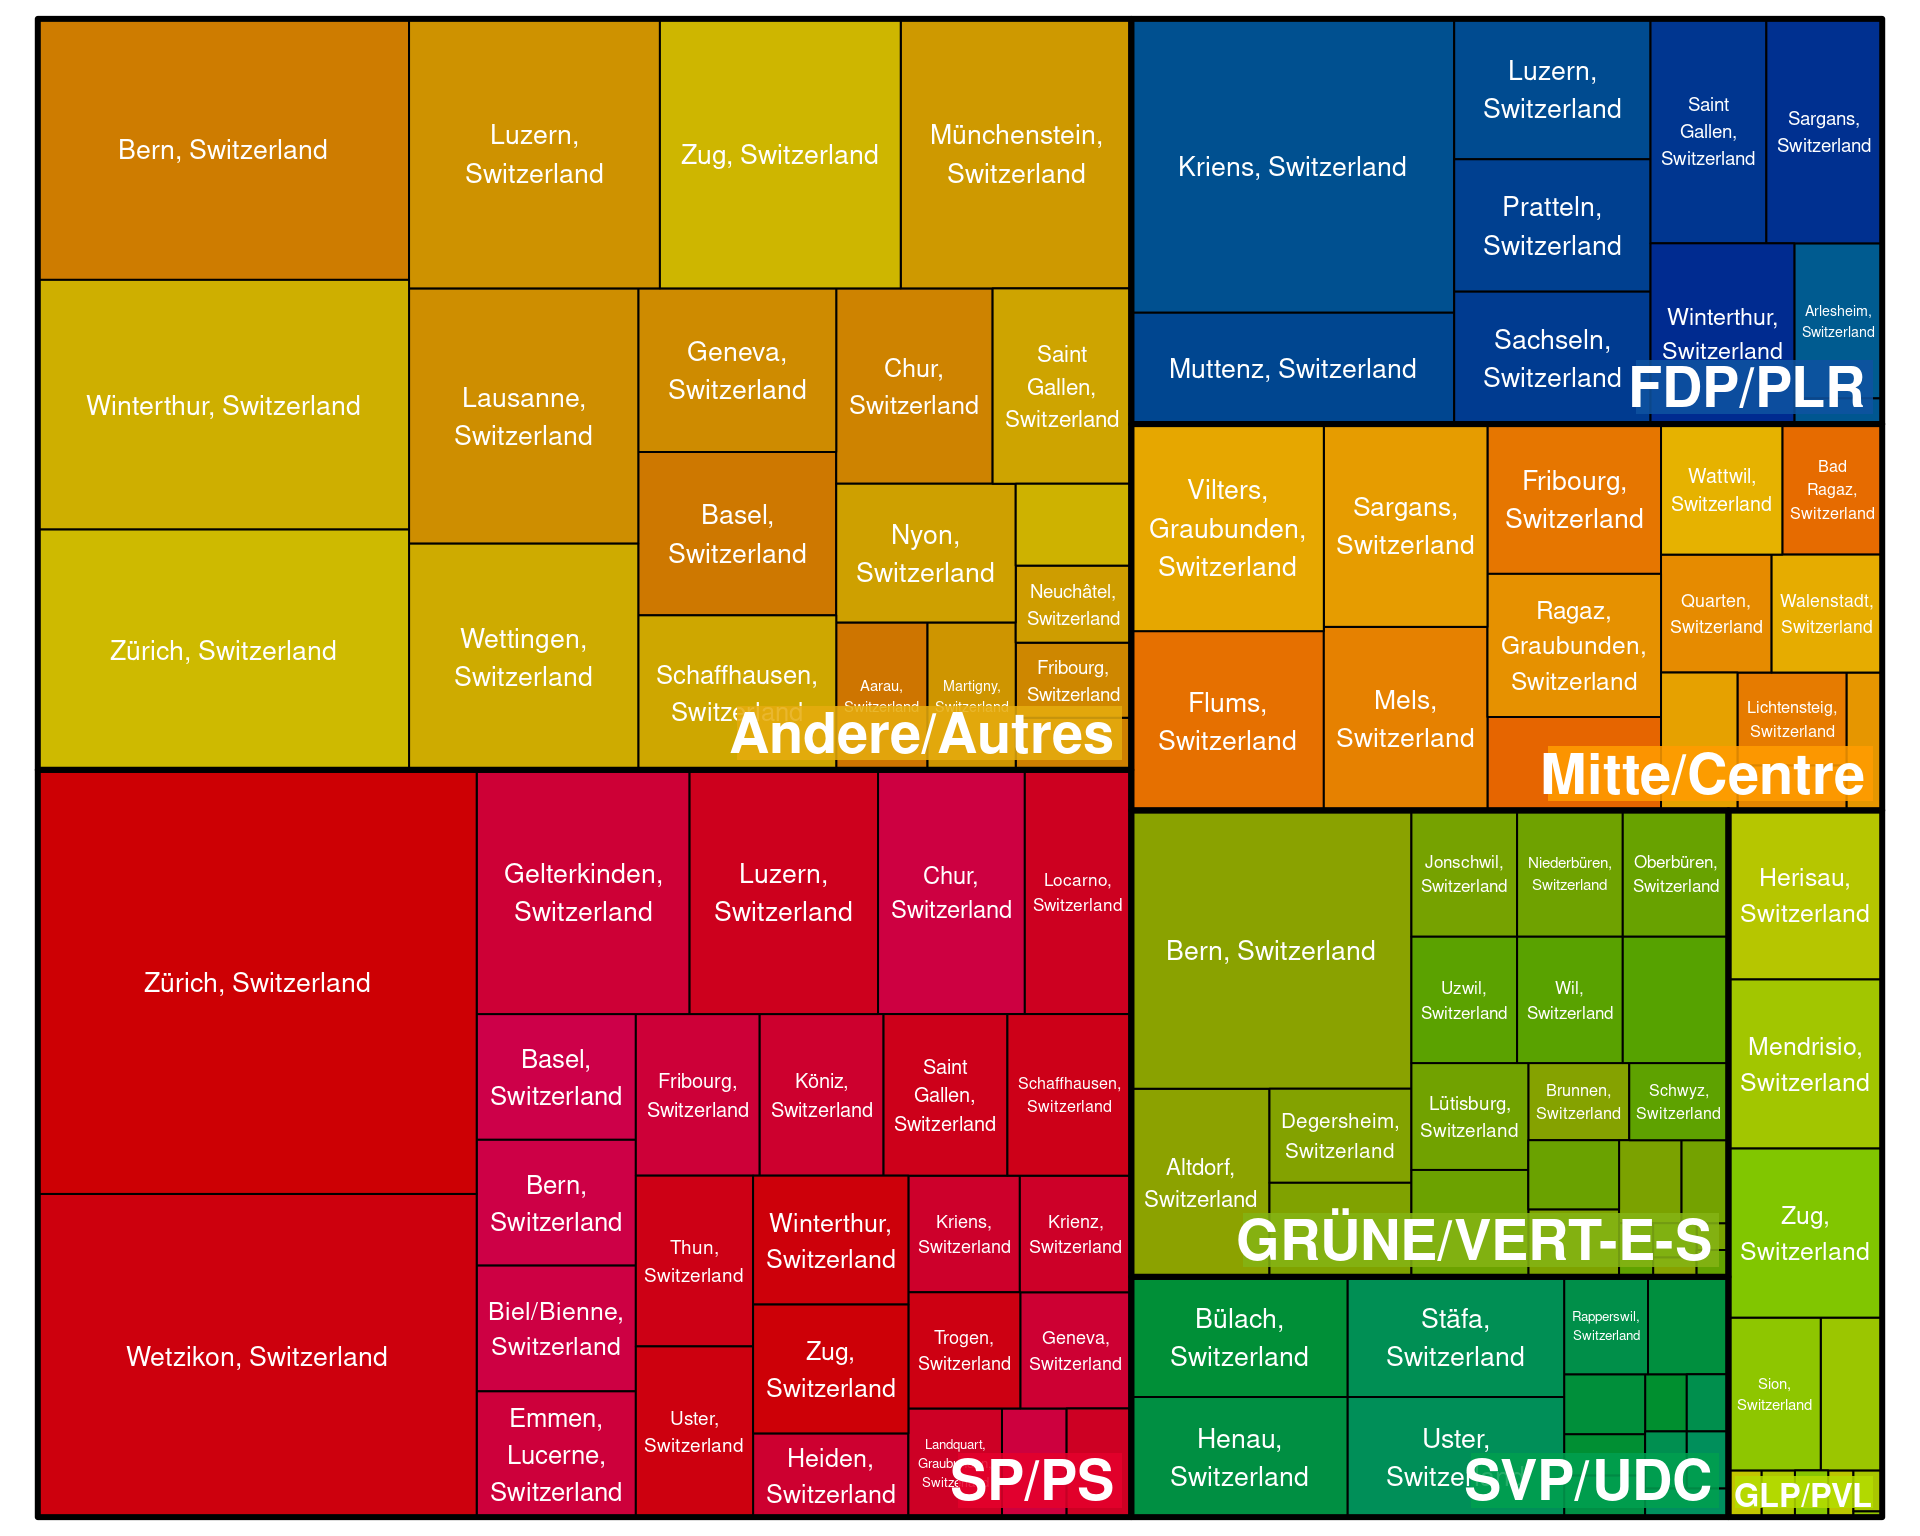 Bern, Switzerland
Luzern,
Switzerland
Zug, Switzerland
Münchenstein,
Switzerland
Winterthur, Switzerland
Zürich, Switzerland
Lausanne,
Switzerland
Geneva,
Switzerland
Chur,
Switzerland
Saint
Gallen,
Switzerland
Basel,
Switzerland
Nyon,
Switzerland
Neuchâtel,
Switzerland
Wettingen,
Switzerland
Schaffhausen,
Switzerland
Aarau,
Switzerland
Martigny,
Switzerland
Fribourg,
Switzerland
Andere/Autres
Kriens, Switzerland
Luzern,
Switzerland
Saint
Gallen,
Switzerland
Sargans,
Switzerland
Pratteln,
Switzerland
Muttenz, Switzerland
Sachseln,
Switzerland
Winterthur,
Switzerland
Arlesheim,
Switzerland
FDP/PLR
Vilters,
Graubunden,
Switzerland
Sargans,
Switzerland
Fribourg,
Switzerland
Wattwil,
Switzerland
Bad
Ragaz,
Switzerland
Flums,
Switzerland
Mels,
Switzerland
Ragaz,
Graubunden,
Switzerland
Quarten,
Switzerland
Walenstadt,
Switzerland
Lichtensteig,
Switzerland
Mitte/Centre
Zürich, Switzerland
Wetzikon, Switzerland
Gelterkinden,
Switzerland
Luzern,
Switzerland
Chur,
Switzerland
Locarno,
Switzerland
Basel,
Switzerland
Fribourg,
Switzerland
Köniz,
Switzerland
Saint
Gallen,
Switzerland
Schaffhausen,
Switzerland
Bern,
Switzerland
Biel/Bienne,
Switzerland
Emmen,
Lucerne,
Switzerland
Thun,
Switzerland
Uster,
Switzerland
Winterthur,
Switzerland
Zug,
Switzerland
Heiden,
Switzerland
Kriens,
Switzerland
Krienz,
Switzerland
Trogen,
Switzerland
Geneva,
Switzerland
Landquart,
SP/PS
Bern, Switzerland
Jonschwil,
Switzerland
Niederbüren,
Switzerland
Oberbüren,
Switzerland
Uzwil,
Switzerland
Wil,
Switzerland
Altdorf,
Switzerland
Degersheim,
Switzerland
Lütisburg,
Switzerland
Brunnen,
Switzerland
Schwyz,
Switzerland
GRÜNE/VERT-E-S
Herisau,
Switzerland
Mendrisio,
Switzerland
Zug,
Switzerland
Sion,
Switzerland
GLP/PVL
Bülach,
Switzerland
Stäfa,
Switzerland
Rapperswil,
Switzerland
Henau,
Switzerland
Uster,
Switzerland
SVP/UDC